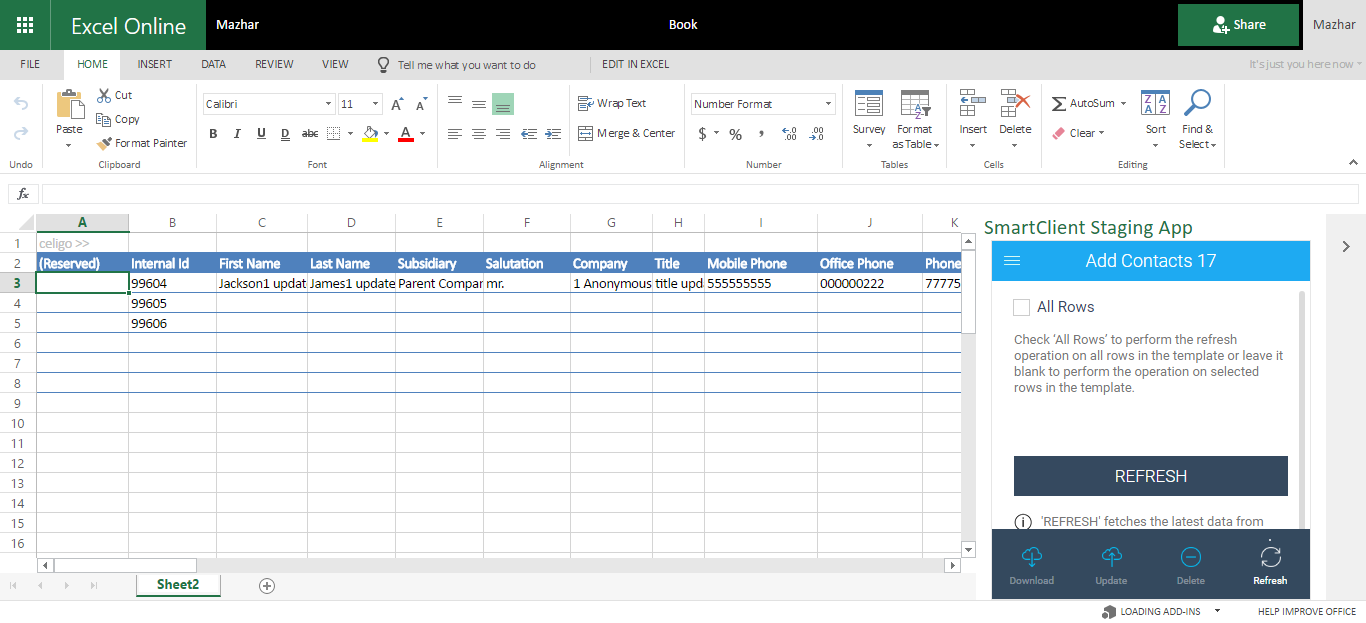 Excel Online Mazhar Book Share Mazhar
FILE HOME INSERT DATA REVIEW VIEW Tell me what you want to do EDIT IN EXCEL It's just you here now
Cut
Copy
Format Painter
Paste
Undo
Clipboard
Calibri 11
B I U D abc A
Font
Wrap Text
Merge & Center
Alignment
Number Format
$ % , .00 .00
Number
Survey
Format
as Table
Tables
Insert Delete
Cells
AutoSum
Clear
Sort
Find &
Select
Editing
fx
A B C D E F G H I J K
1 celigo >>
2 (Reserved) Internal Id First Name Last Name Subsidiary Salutation Company Title Mobile Phone Office Phone Phone
3 99604 Jackson1 updat James1 update Parent Compar mr. 1 Anonymous title upd 555555555 000000222 77775
4 99605
5 99606
6
7
8
9
10
11
12
13
14
15
16
Sheet2
SmartClient Staging App
Add Contacts 17
All Rows
Check 'All Rows' to perform the refresh
operation on all rows in the template or leave it
blank to perform the operation on selected
rows in the template.
REFRESH
'REFRESH' fetches the latest data from
Download Update Delete Refresh
LOADING ADD-INS HELP IMPROVE OFFICE